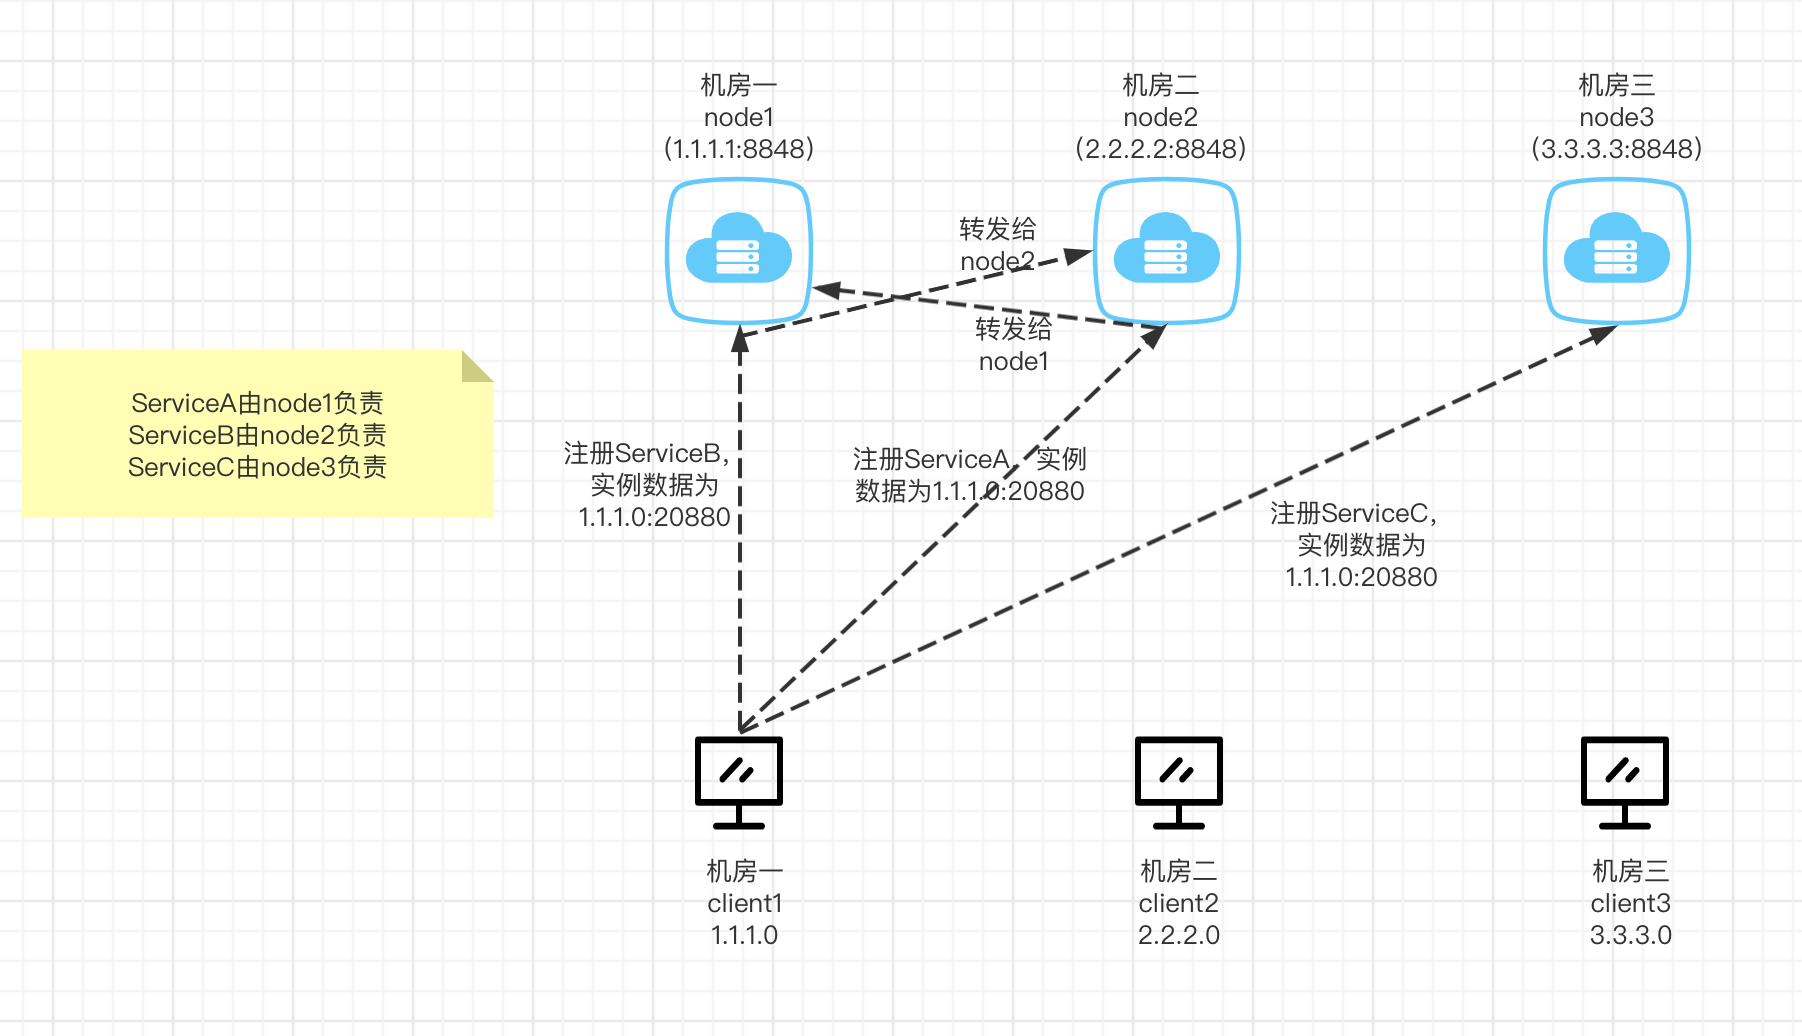 机房一
node1
(1.1.1.1:8848)
机房二
node2
(2.2.2.2:8848)
机房三
node3
(3.3.3.3:8848)
转发给
node2
转发给
node1
ServiceA由node1负责
ServiceB由node2负责
ServiceC由node3负责
注册ServiceB,
实例数据为
1.1.1.0:20880
注册ServiceA, 实例
数据为1.1.1.0:20880
注册ServiceC,
实例数据为
1.1.1.0:20880
机房一
client1
1.1.1.0
机房二
client2
2.2.2.0
机房三
client3
3.3.3.0